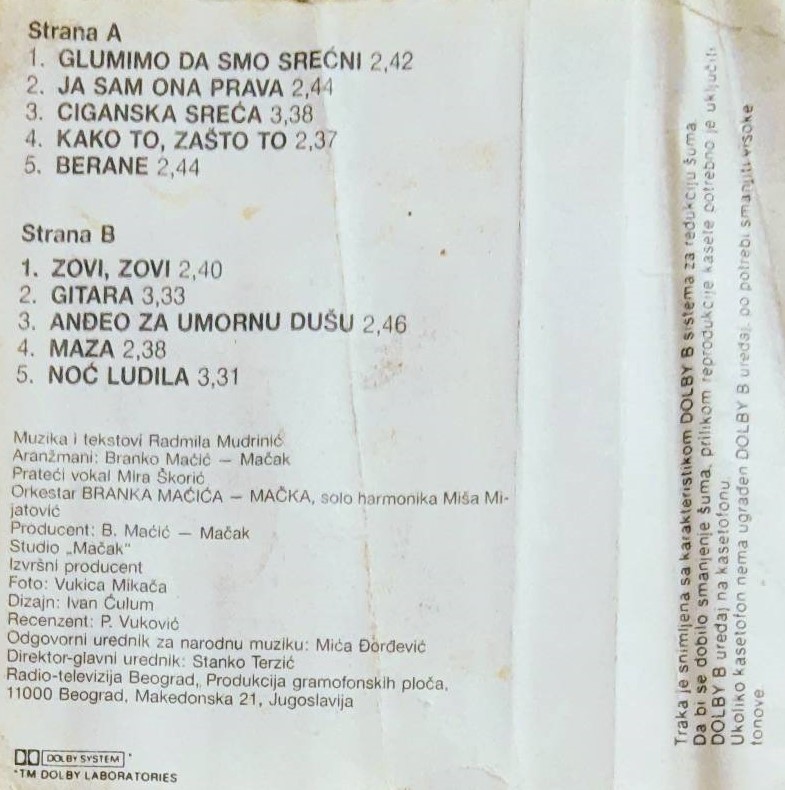 Strana A
1. GLUMIMO DA SMO SREĆNI 2,42
2. JA SAM ONA PRAVA 2,44
3. CIGANSKA SREĆA 3,38
4. KAKO TO, ZAŠTO TO 2,37
5. BERANE 2,44
Strana B
1. ZOVI, ZOVI 2,40
2. GITARA 3,33
3. ANĐEO ZA UMORNU DUŠU 2,46
4. MAZA 2,38
5. NOĆ LUDILA 3,31
Muzika i tekstovi Radmila Mudrinić
Aranžmani: Branko Maćić – Mačak
Prateći vokal Mira Škorić
Orkestar BRANKA MAĆIĆA – MAČKA, solo harmonika Miša Mi-
jatović
Producent: B. Maćić – Mačak
Studio „Mačak“
Izvršni producent
Foto: Vukica Mikača
Dizajn: Ivan Ćulum
Recenzent: P. Vuković
Odgovorni urednik za narodnu muziku: Mića Đorđević
Direktor-glavni urednik: Stanko Terzić
Radio-televizija Beograd, Produkcija gramofonskih ploča,
11000 Beograd, Makedonska 21, Jugoslavija
DOLBY SYSTEM *
*TM DOLBY LABORATORIES
Traka je snimljena sa karakteristikom DOLBY B sistema za redukciju šuma.
Da bi se dobilo smanjenje šuma, prilikom reprodukcije kasete potrebno je uključiti
DOLBY B uređaj na kasetofonu.
Ukoliko kasetofon nema ugrađen DOLBY B uređaj, po potrebi smanjiti visoke
tonove.